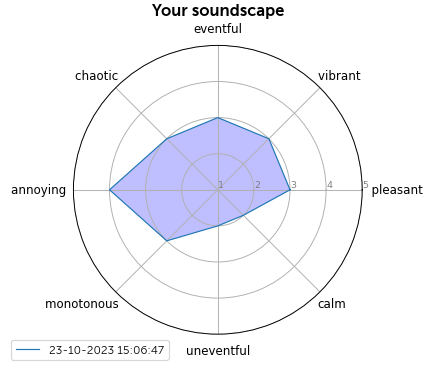 Your soundscape
eventful
chaotic
vibrant
annoying
1 2 3 4 5
pleasant
monotonous
calm
uneventful
23-10-2023 15:06:47